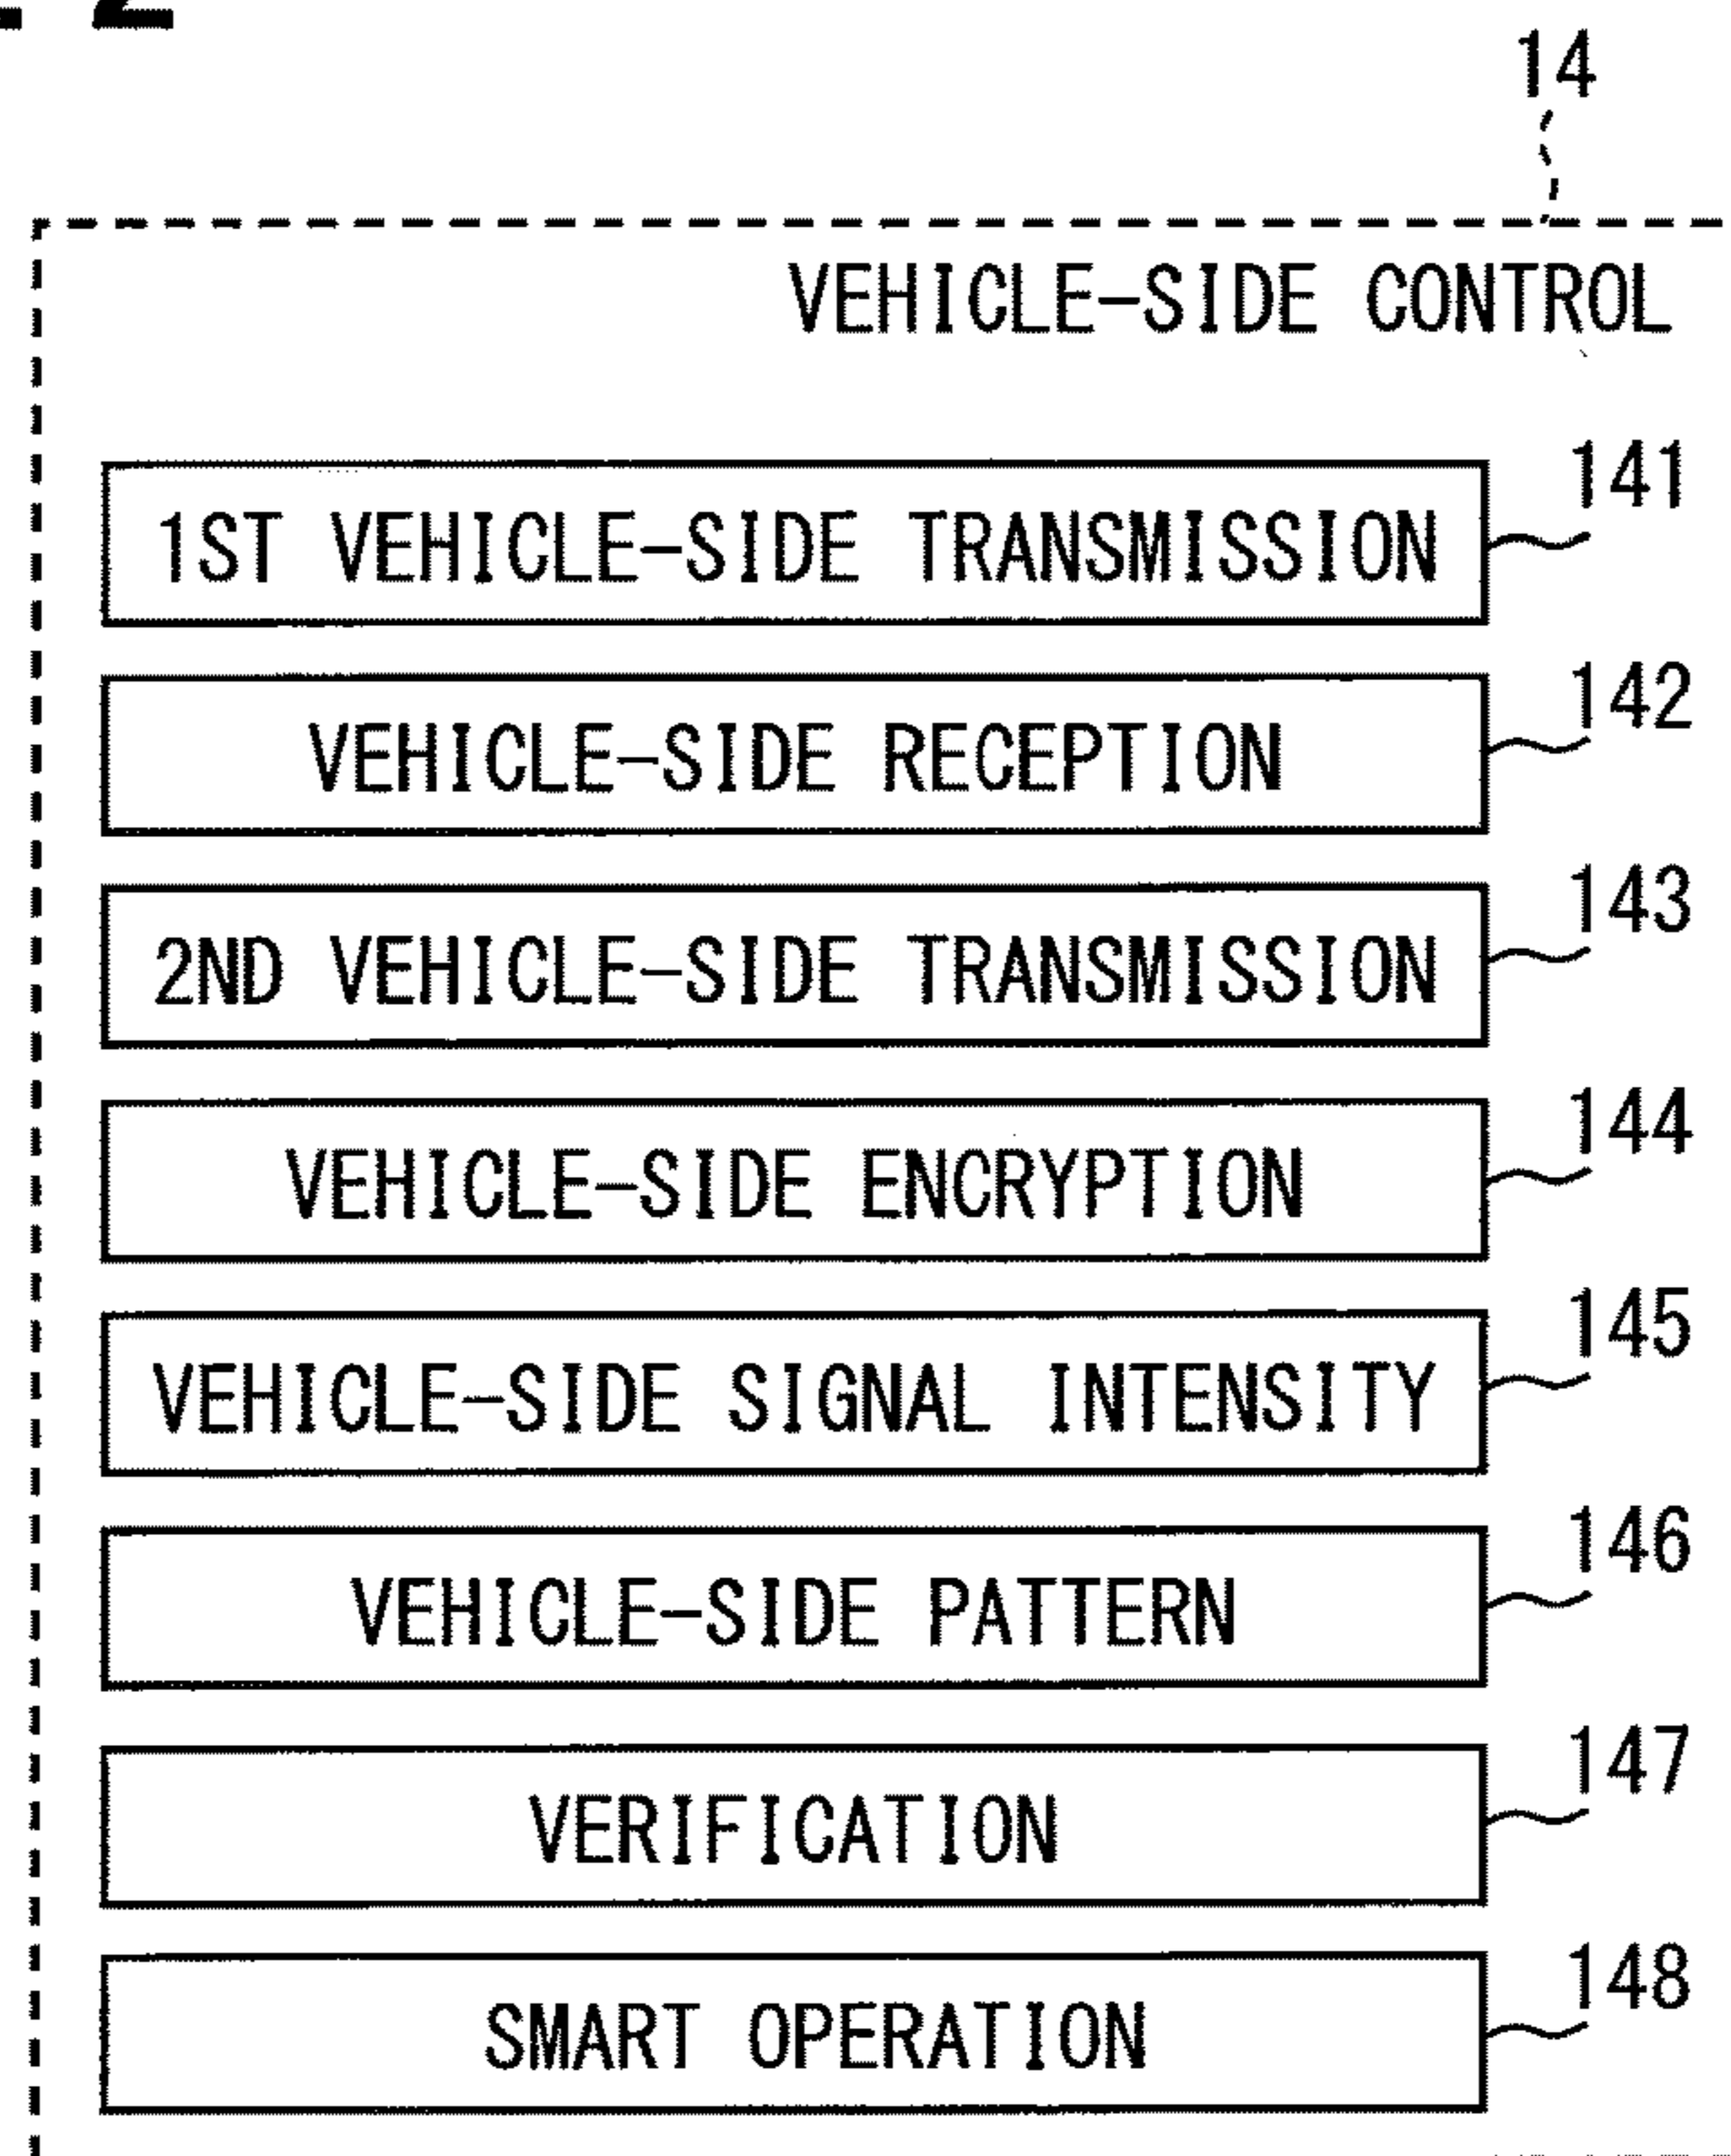 2
14
VEHICLE-SIDE CONTROL
1ST VEHICLE-SIDE TRANSMISSION 141
VEHICLE-SIDE RECEPTION 142
2ND VEHICLE-SIDE TRANSMISSION 143
VEHICLE-SIDE ENCRYPTION 144
VEHICLE-SIDE SIGNAL INTENSITY 145
VEHICLE-SIDE PATTERN 146
VERIFICATION 147
SMART OPERATION 148